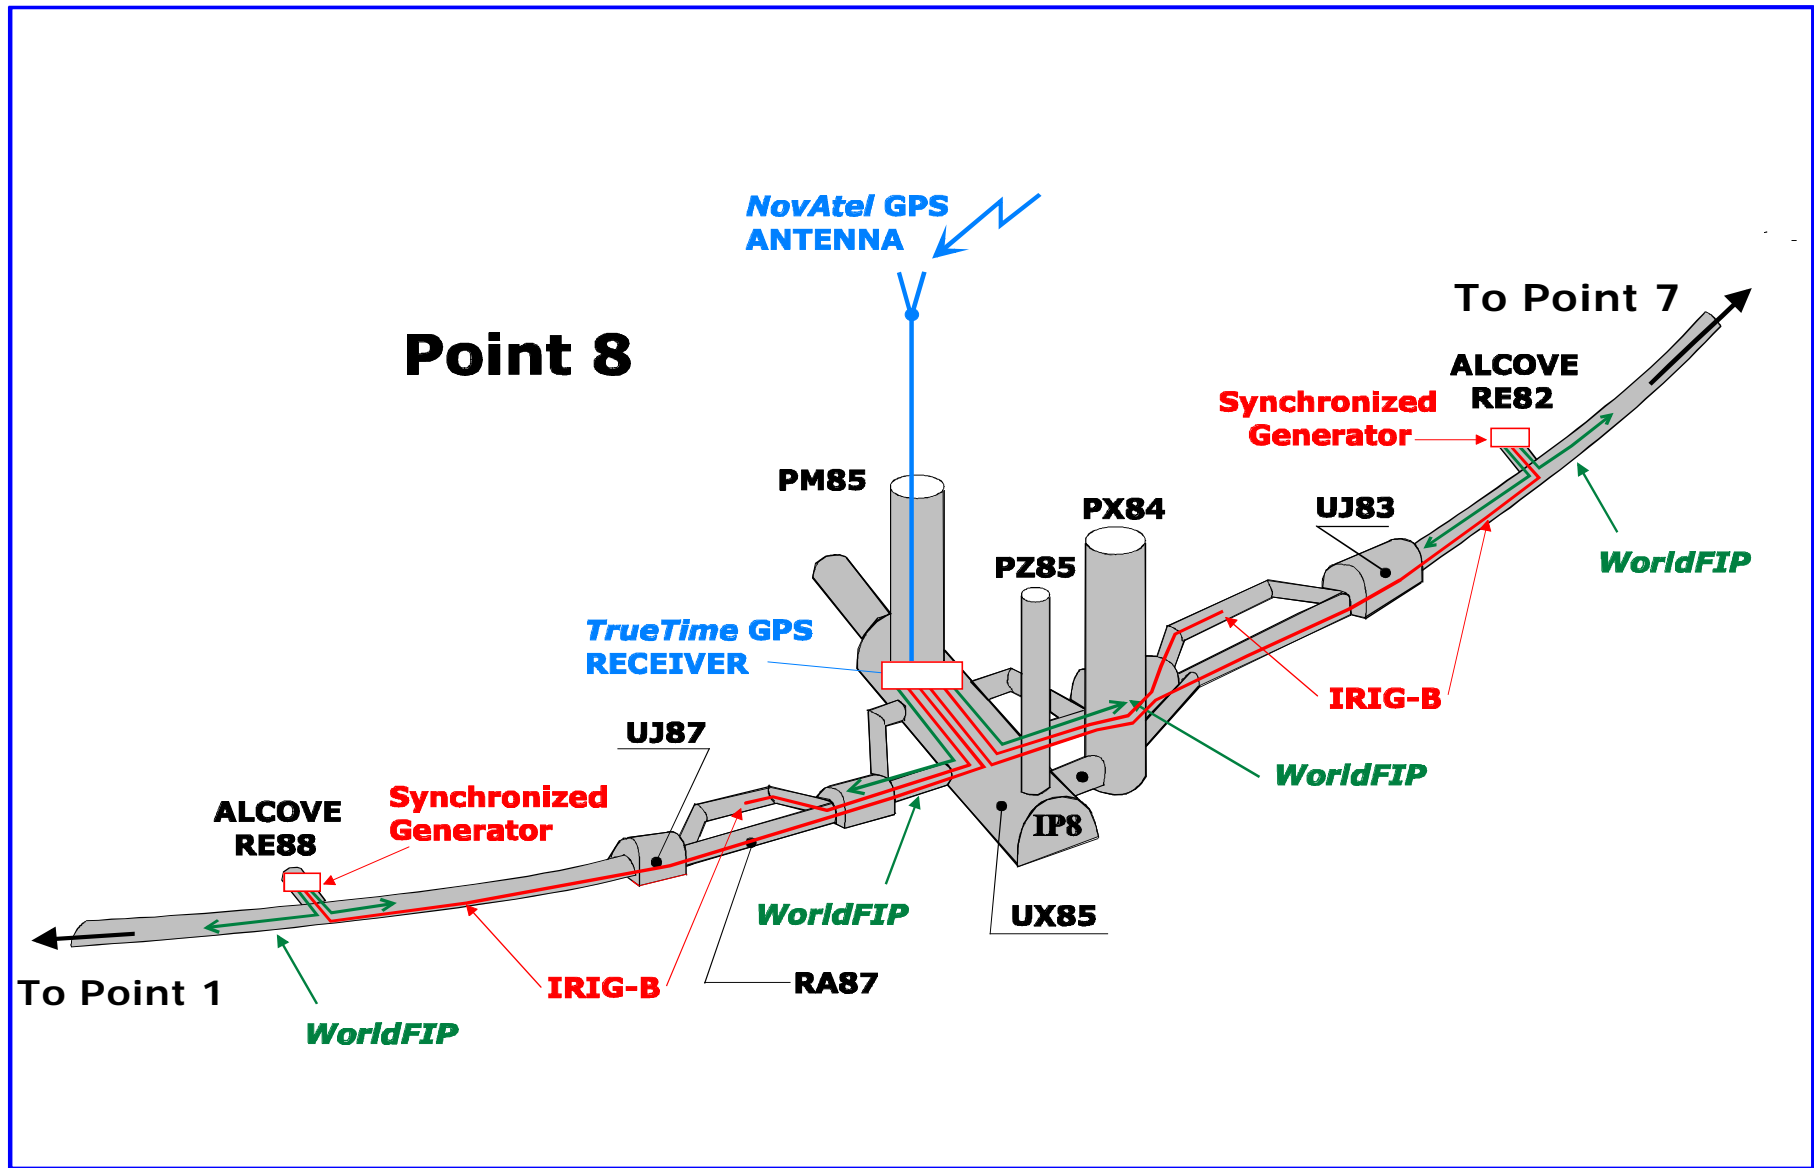 NovAtel GPS
ANTENNA
To Point 7
Point 8
ALCOVE
RE82
Synchronized
Generator
PM85
PX84
UJ83
PZ85
WorldFIP
TrueTime GPS
RECEIVER
IRIG-B
UJ87
WorldFIP
ALCOVE
RE88
Synchronized
Generator
IP8
WorldFIP
UX85
RA87
IRIG-B
To Point 1
WorldFIP